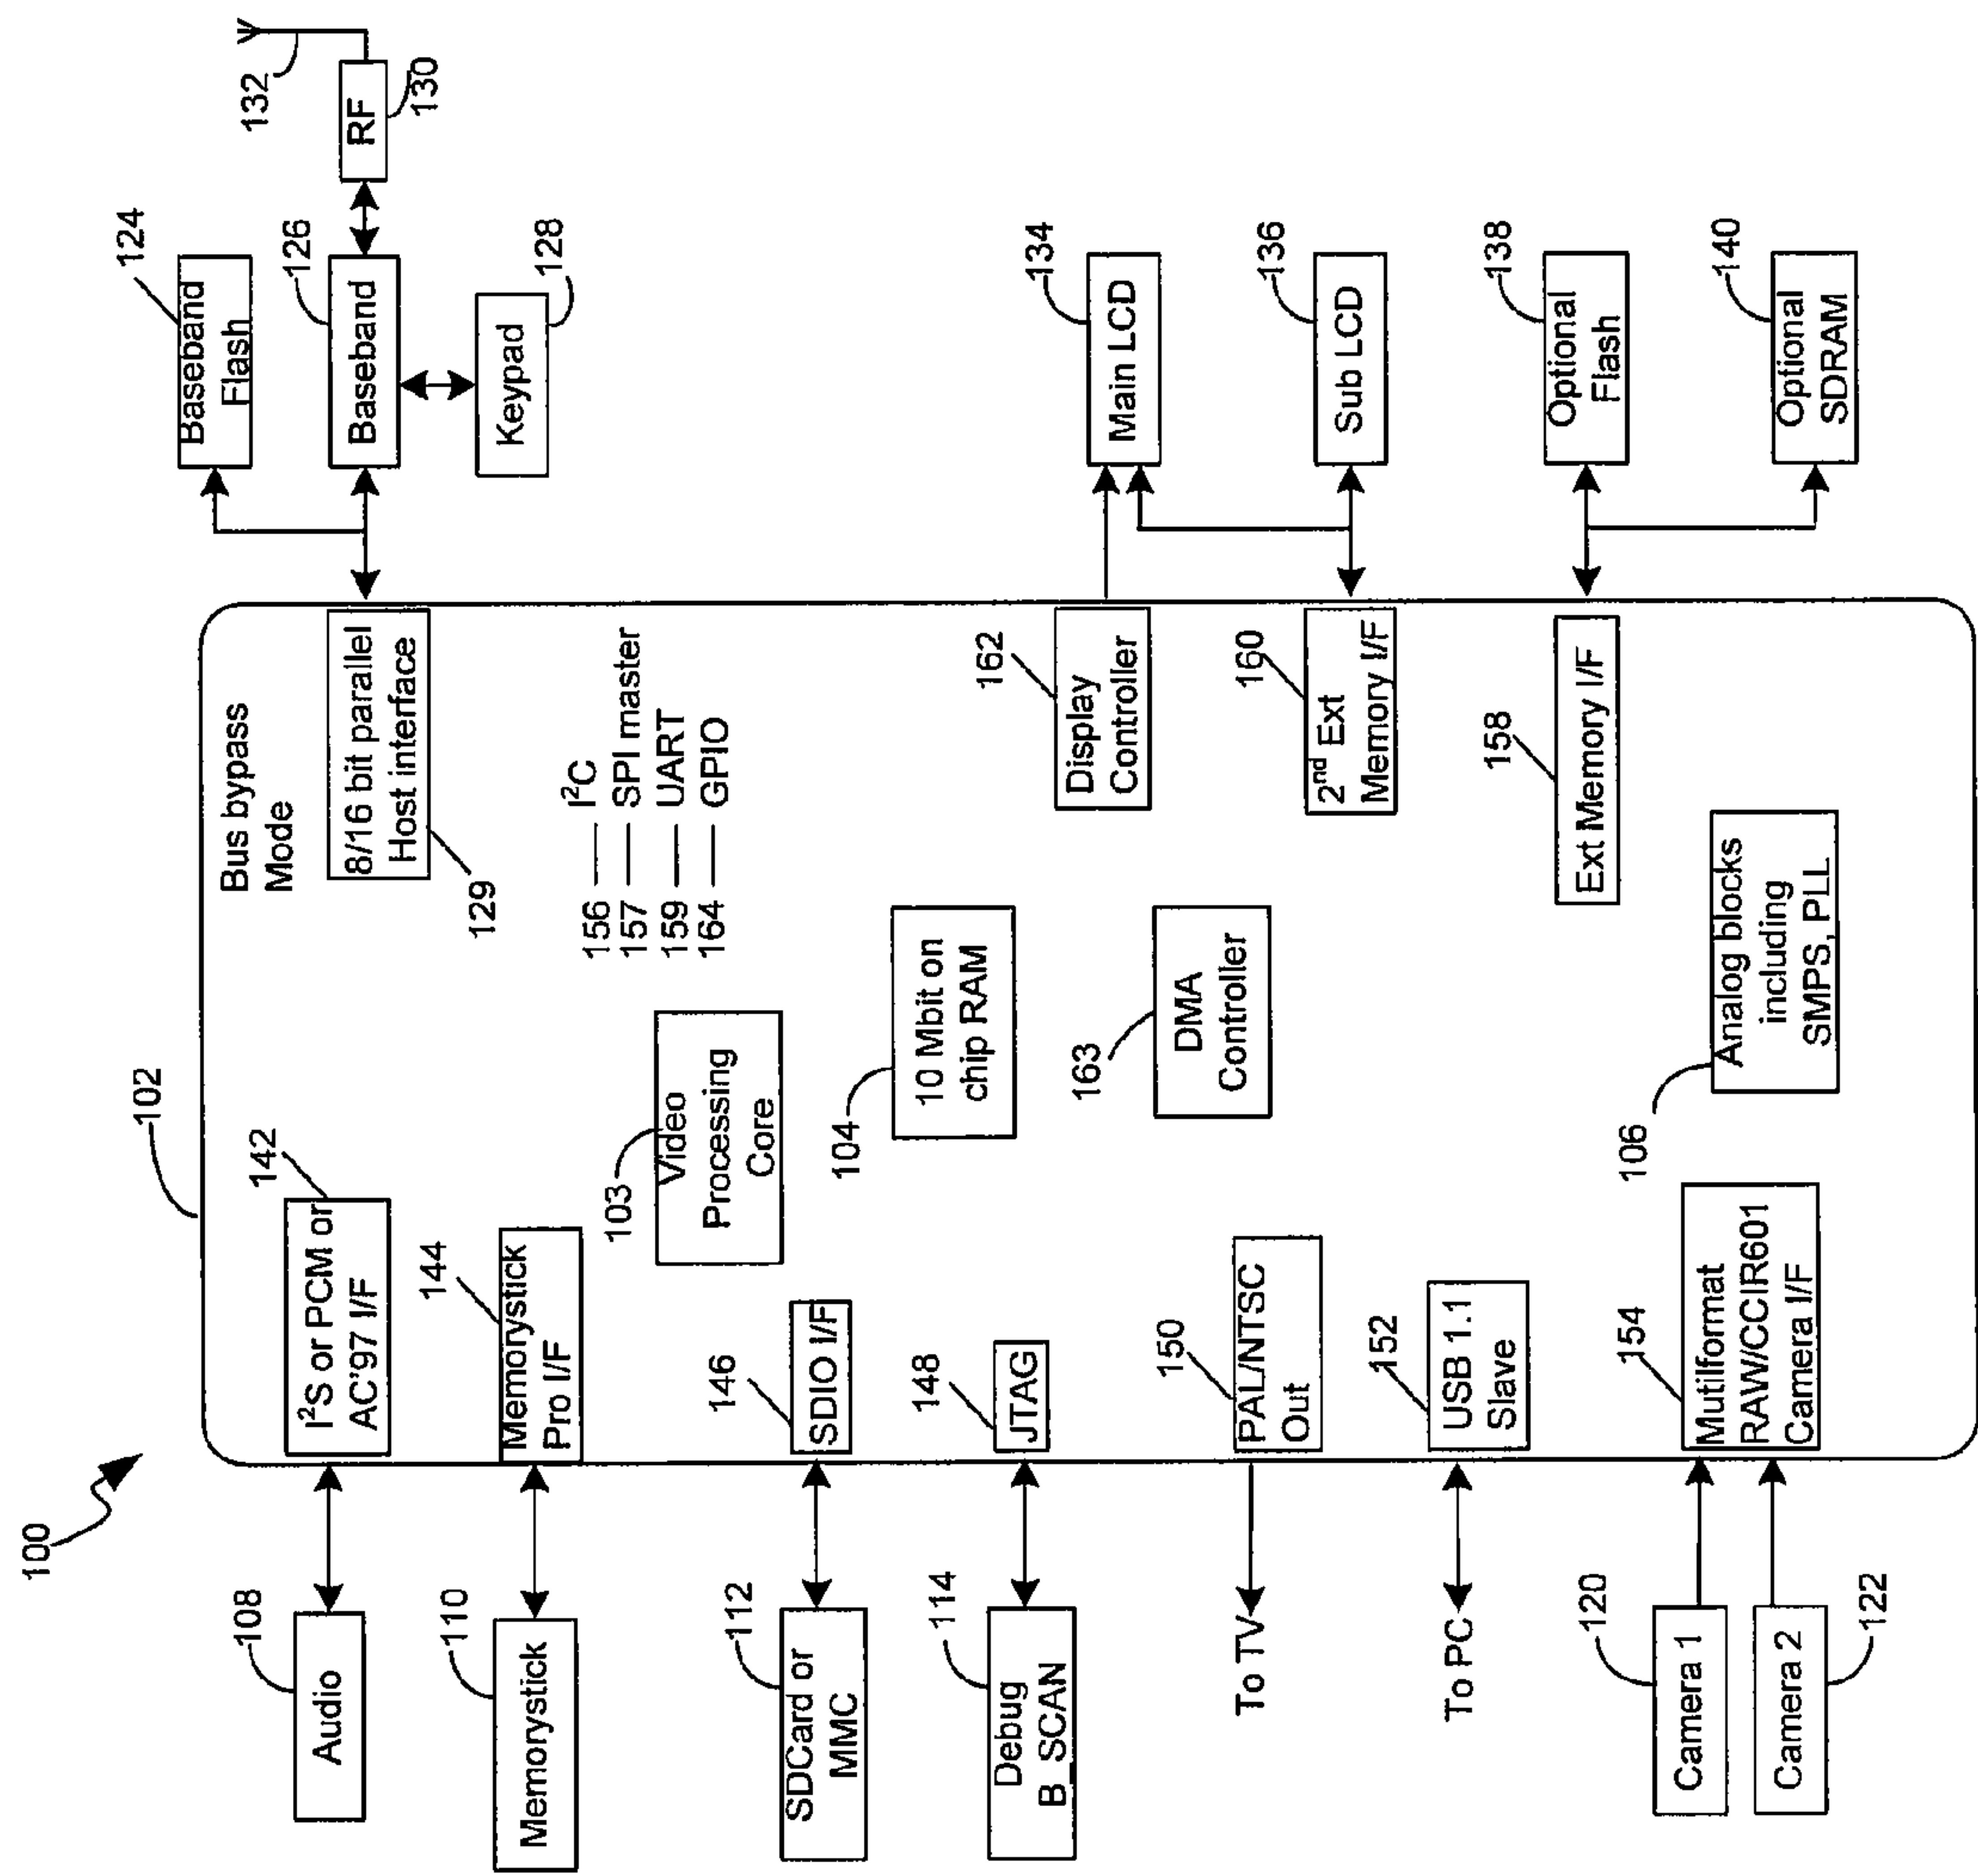 100
102
108
Audio
110
Memorystick
112
SDCard or
MMC
114
Debug
B_SCAN
To TV
To PC
120
Camera 1
Camera 2
122
142
I²S or PCM or
AC'97 I/F
144
Memorystick
Pro I/F
146
SDIO I/F
148
JTAG
150
PAL/NTSC
Out
152
USB 1.1
Slave
154
Mutilformat
RAW/CCIR601
Camera I/F
103
Video
Processing
Core
104
10 Mbit on
chip RAM
163
DMA
Controller
106
Analog blocks
including
SMPS, PLL
Bus bypass
Mode
8/16 bit parallel
Host interface
129
156 I²C
157 SPI master
159 UART
164 GPIO
162
Display
Controller
160
2nd Ext
Memory I/F
158
Ext Memory I/F
124
Baseband
Flash
126
Baseband
128
Keypad
RF
130
132
134
Main LCD
136
Sub LCD
138
Optional
Flash
140
Optional
SDRAM